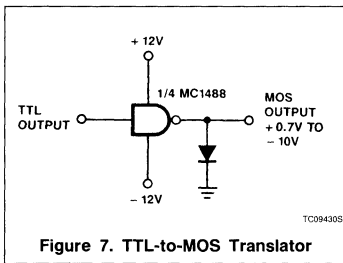 + 12V
1/4 MC1488
TTL
OUTPUT
MOS
OUTPUT
+ 0.7V TO
– 10V
– 12V
TC09430S
Figure 7. TTL-to-MOS Translator